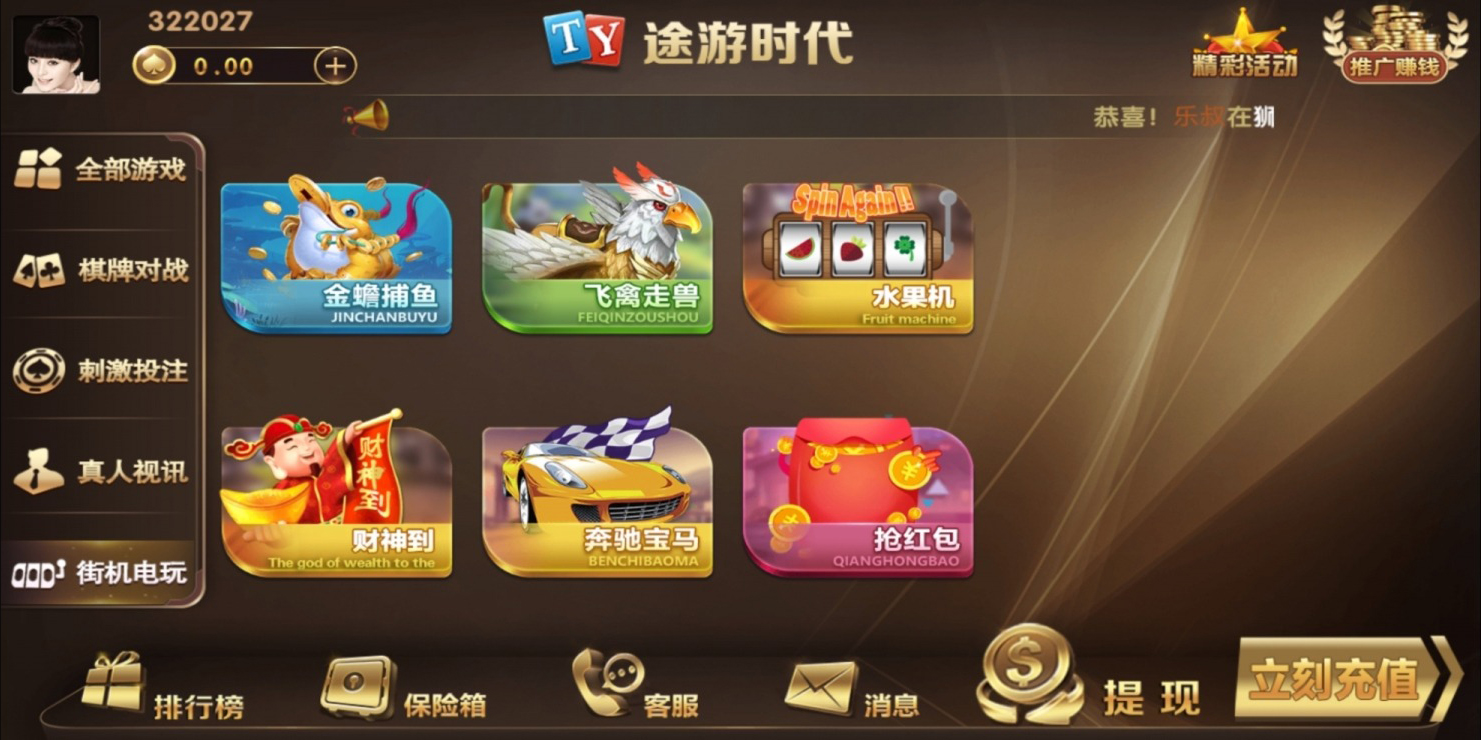 322027
0.00
TY 途游时代
精彩活动
推广赚钱
恭喜！乐叔在狮
全部游戏
棋牌对战
刺激投注
真人视讯
街机电玩
金蟾捕鱼
JINCHANBUYU
飞禽走兽
FEIQINZOUSHOU
Spin Again!!
水果机
Fruit machine
财神到
财神到
The god of wealth to the
奔驰宝马
BENCHIBAOMA
抢红包
QIANGHONGBAO
排行榜
保险箱
客服
消息
提现
立刻充值